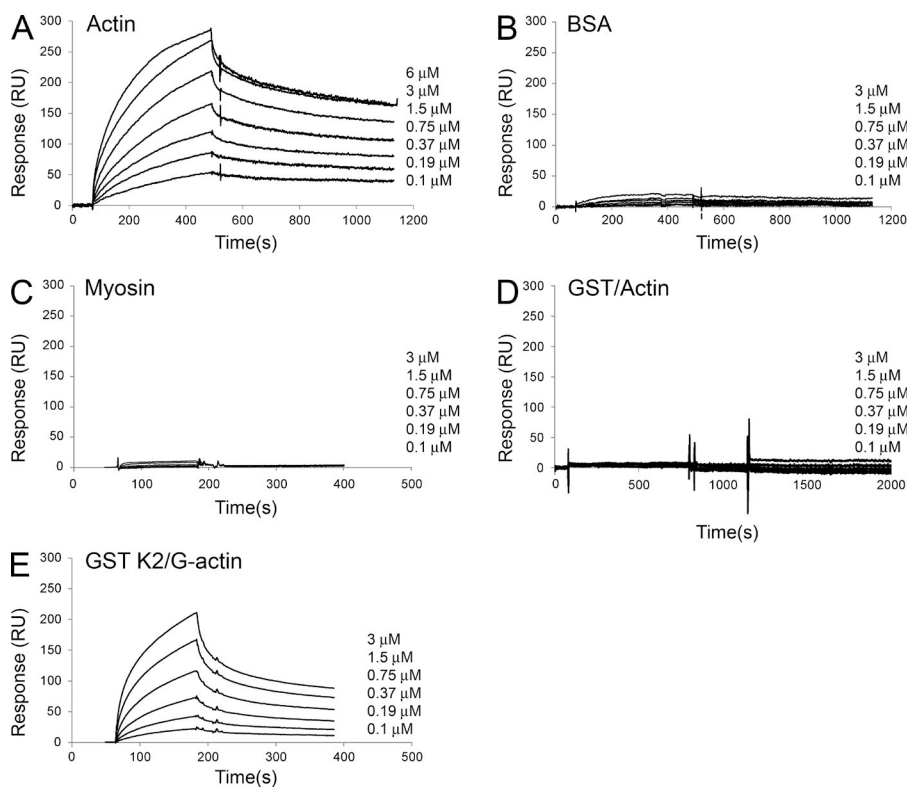 A Actin
Response (RU)
300
250
200
150
100
50
0
0 200 400 600 800 1000 1200
Time(s)
6 μM
3 μM
1.5 μM
0.75 μM
0.37 μM
0.19 μM
0.1 μM
B BSA
Response (RU)
300
250
200
150
100
50
0
0 200 400 600 800 1000 1200
Time(s)
3 μM
1.5 μM
0.75 μM
0.37 μM
0.19 μM
0.1 μM
C Myosin
Response (RU)
300
250
200
150
100
50
0
0 100 200 300 400 500
Time(s)
3 μM
1.5 μM
0.75 μM
0.37 μM
0.19 μM
0.1 μM
D GST/Actin
Response (RU)
300
250
200
150
100
50
0
0 500 1000 1500 2000
Time(s)
3 μM
1.5 μM
0.75 μM
0.37 μM
0.19 μM
0.1 μM
E GST K2/G-actin
Response (RU)
300
250
200
150
100
50
0
0 100 200 300 400 500
Time(s)
3 μM
1.5 μM
0.75 μM
0.37 μM
0.19 μM
0.1 μM